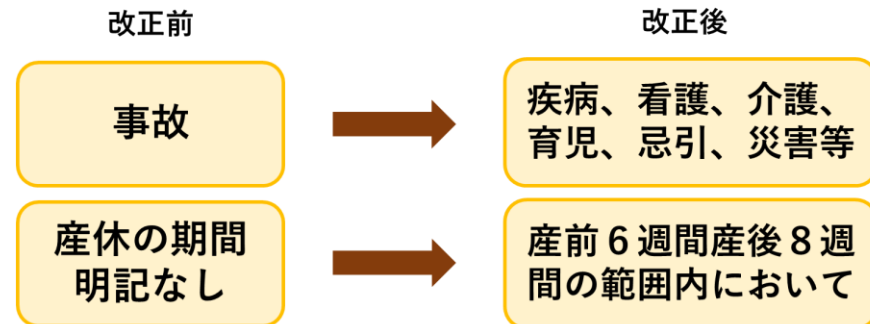 改正前
改正後
事故
疾病、看護、介護、
育児、忌引、災害等
産休の期間
明記なし
産前６週間産後８週
間の範囲内において